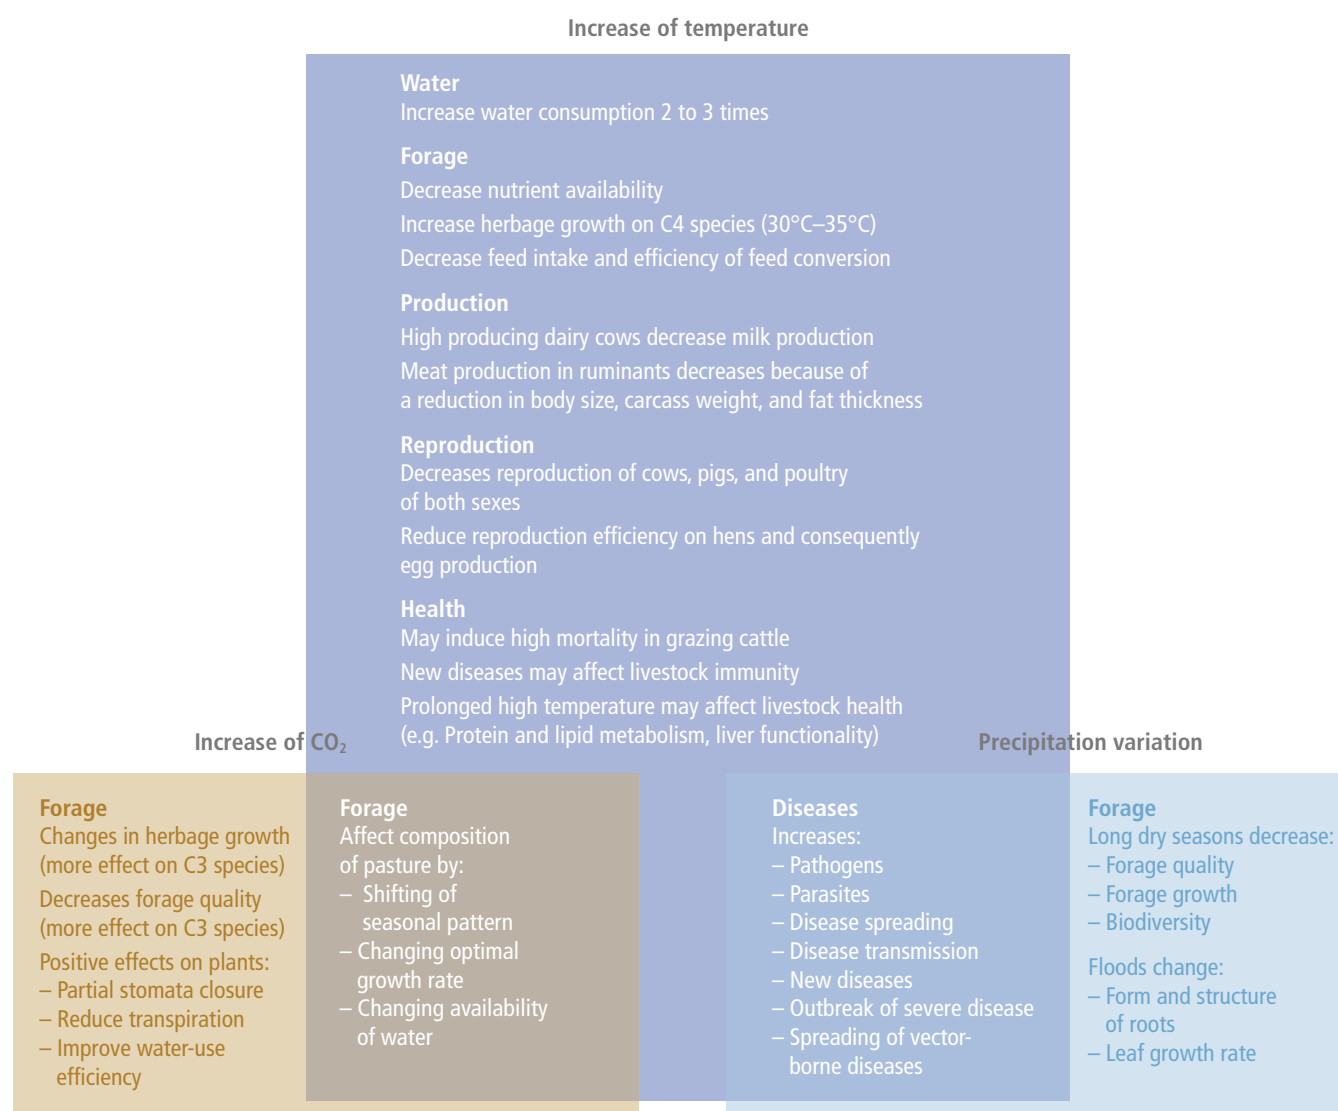 Increase of temperature
Water
Increase water consumption 2 to 3 times
Forage
Decrease nutrient availability
Increase herbage growth on C4 species (30°C–35°C)
Decrease feed intake and efficiency of feed conversion
Production
High producing dairy cows decrease milk production
Meat production in ruminants decreases because of
a reduction in body size, carcass weight, and fat thickness
Reproduction
Decreases reproduction of cows, pigs, and poultry
of both sexes
Reduce reproduction efficiency on hens and consequently
egg production
Health
May induce high mortality in grazing cattle
New diseases may affect livestock immunity
Prolonged high temperature may affect livestock health
(e.g. Protein and lipid metabolism, liver functionality)
Increase of CO₂
Precipitation variation
Forage
Changes in herbage growth
(more effect on C3 species)
Decreases forage quality
(more effect on C3 species)
Positive effects on plants:
– Partial stomata closure
– Reduce transpiration
– Improve water-use
efficiency
Forage
Affect composition
of pasture by:
– Shifting of
seasonal pattern
– Changing optimal
growth rate
– Changing availability
of water
Diseases
Increases:
– Pathogens
– Parasites
– Disease spreading
– Disease transmission
– New diseases
– Outbreak of severe disease
– Spreading of vector-
borne diseases
Forage
Long dry seasons decrease:
– Forage quality
– Forage growth
– Biodiversity
Floods change:
– Form and structure
of roots
– Leaf growth rate